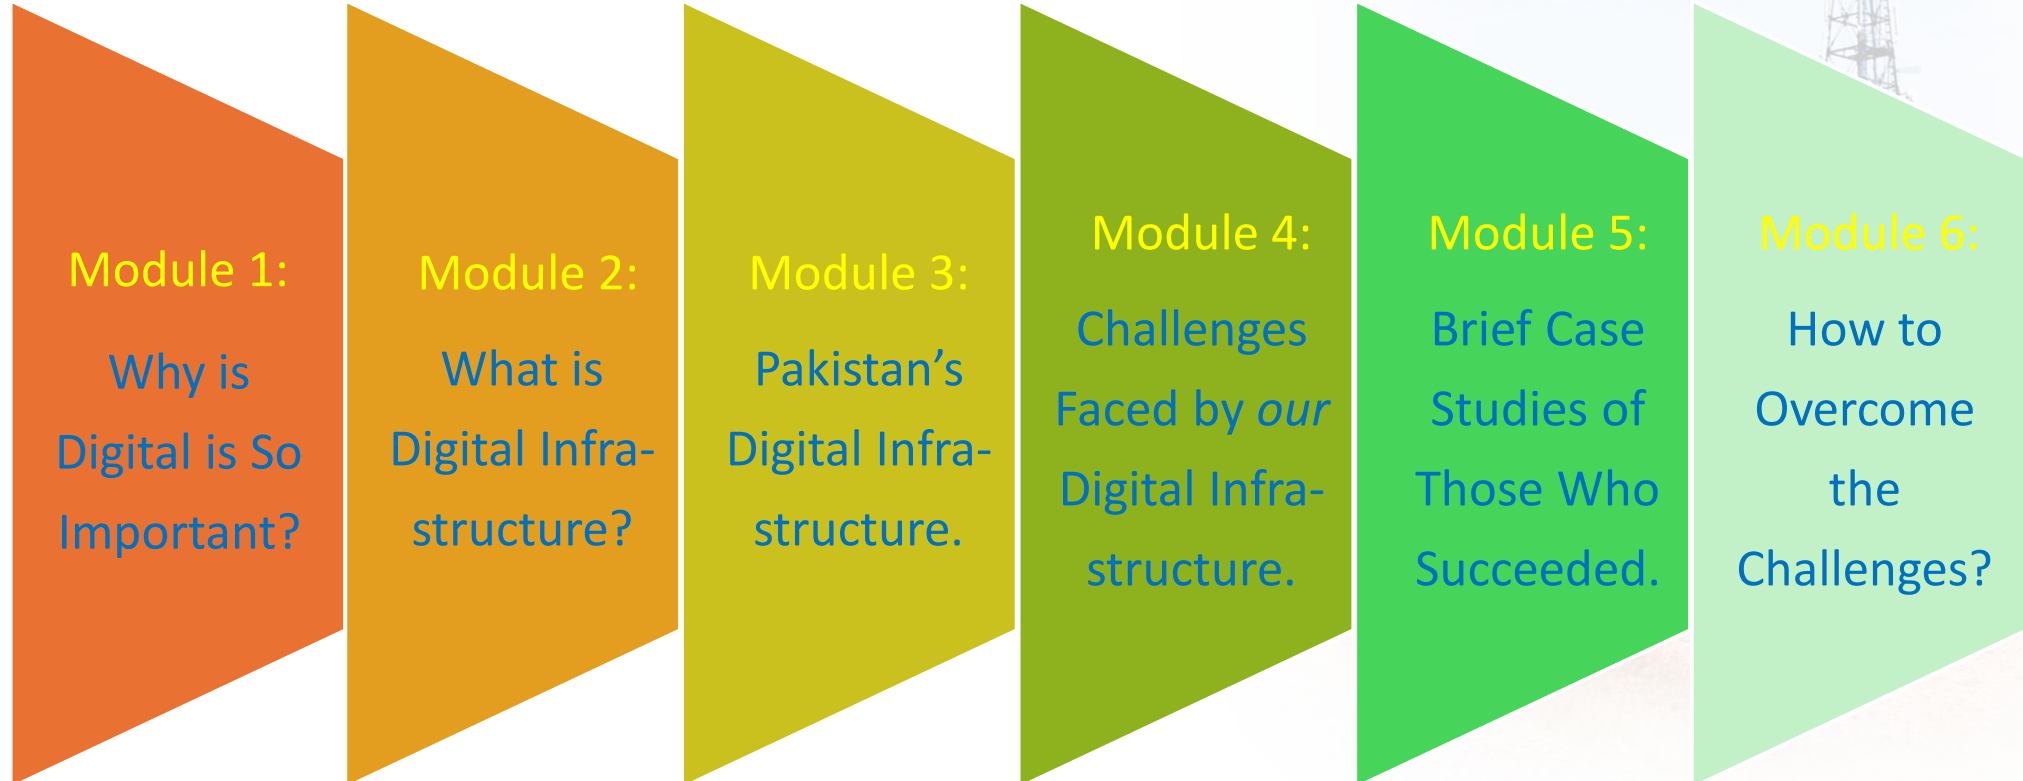 Module 1:
Why is
Digital is So
Important?
Module 2:
What is
Digital Infra-
structure?
Module 3:
Pakistan’s
Digital Infra-
structure.
Module 4:
Challenges
Faced by our
Digital Infra-
structure.
Module 5:
Brief Case
Studies of
Those Who
Succeeded.
Module 6:
How to
Overcome
the
Challenges?